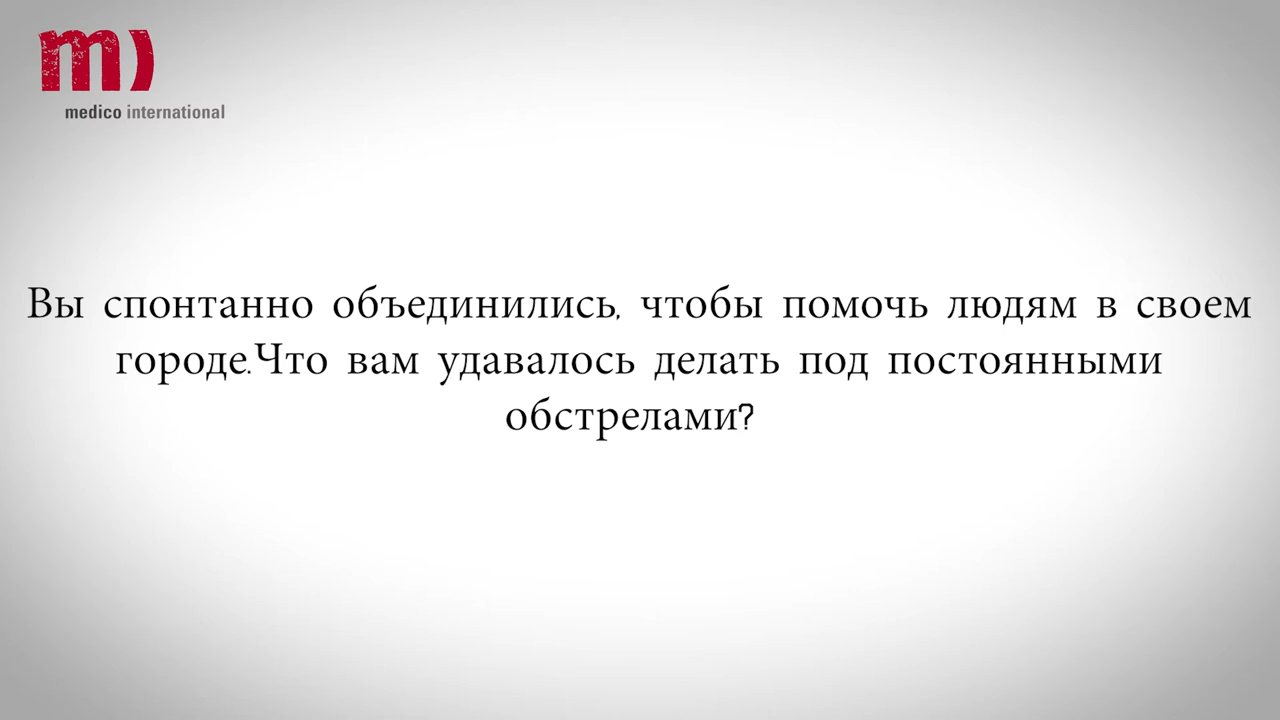 m)
medico international
Вы спонтанно объединились, чтобы помочь людям в своем
городе.Что вам удавалось делать под постоянными
обстрелами?